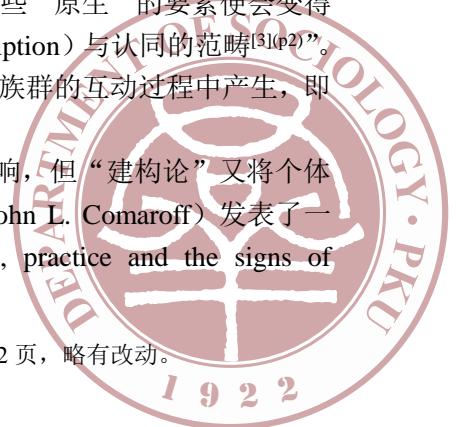 些“原生”的要素便会变得
ption）与认同的范畴[3](p2)”。
族群的互动过程中产生，即
响，但“建构论”又将个体
ohn L. Comaroff）发表了一
, practice and the signs of
2 页，略有改动。
DEPARTMENT OF SOCIOLOGY · PKU
1922